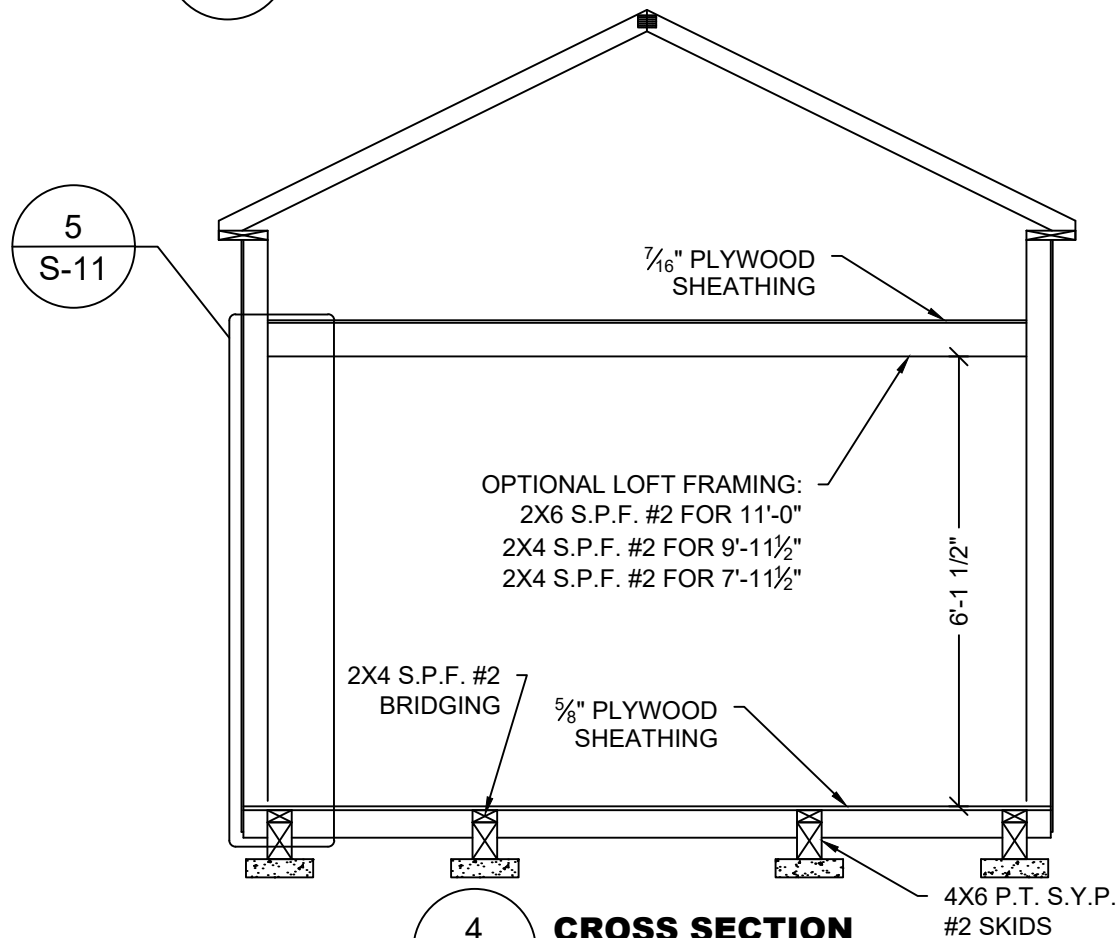 5
S-11
7/16" PLYWOOD
SHEATHING
OPTIONAL LOFT FRAMING:
2X6 S.P.F. #2 FOR 11'-0"
2X4 S.P.F. #2 FOR 9'-11½"
2X4 S.P.F. #2 FOR 7'-11½"
6'-1 1/2"
2X4 S.P.F. #2
BRIDGING
⅝" PLYWOOD
SHEATHING
4X6 P.T. S.Y.P.
#2 SKIDS
4
CROSS SECTION